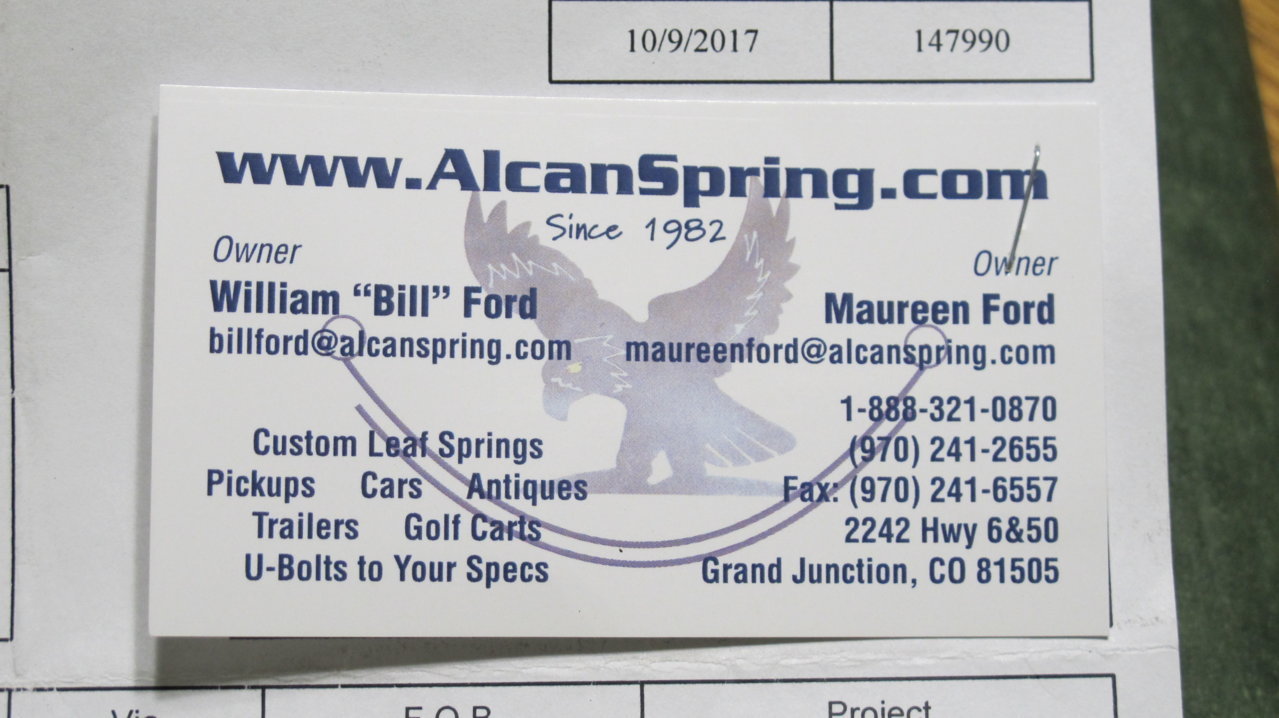 10/9/2017 147990
www.AlcanSpring.com
Since 1982
Owner
William “Bill” Ford
billford@alcanspring.com
Owner
Maureen Ford
maureenford@alcanspring.com
1-888-321-0870
(970) 241-2655
Fax: (970) 241-6557
2242 Hwy 6&50
Grand Junction, CO 81505
Custom Leaf Springs
Pickups Cars Antiques
Trailers Golf Carts
U-Bolts to Your Specs
Via F.O.B. Project